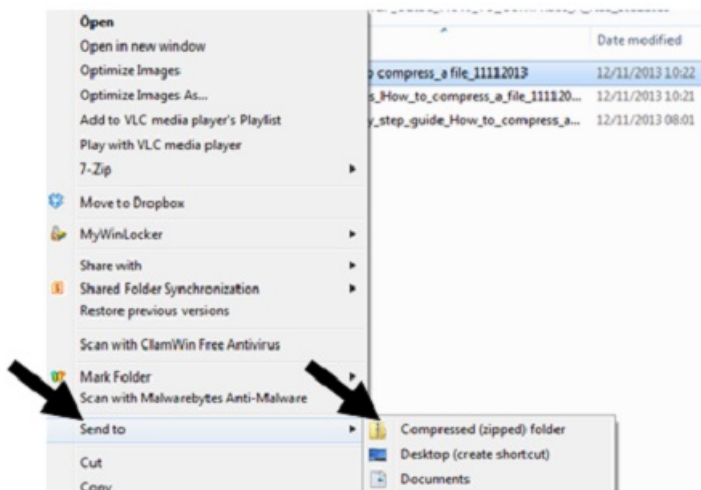 Open
Open in new window
Optimize Images
Optimize Images As...
Add to VLC media player's Playlist
Play with VLC media player
7-Zip
Move to Dropbox
MyWinLocker
Share with
Shared Folder Synchronization
Restore previous versions
Scan with ClamWin Free Antivirus
Mark Folder
Scan with Malwarebytes Anti-Malware
Send to
Cut
Copy
Date modified
compress_a file_11112013 12/11/2013 10:22
s_!How_to_compress_a_file_111120... 12/11/2013 10:21
y_step_guide_How_to_compress_a... 12/11/2013 08:01
Compressed (zipped) folder
Desktop (create shortcut)
Documents